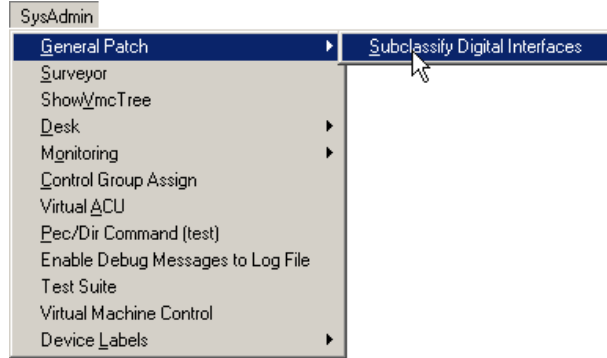 SysAdmin
General Patch
Subclassify Digital Interfaces
Surveyor
ShowVmcTree
Desk
Monitoring
Control Group Assign
Virtual ACU
Pec/Dir Command (test)
Enable Debug Messages to Log File
Test Suite
Virtual Machine Control
Device Labels